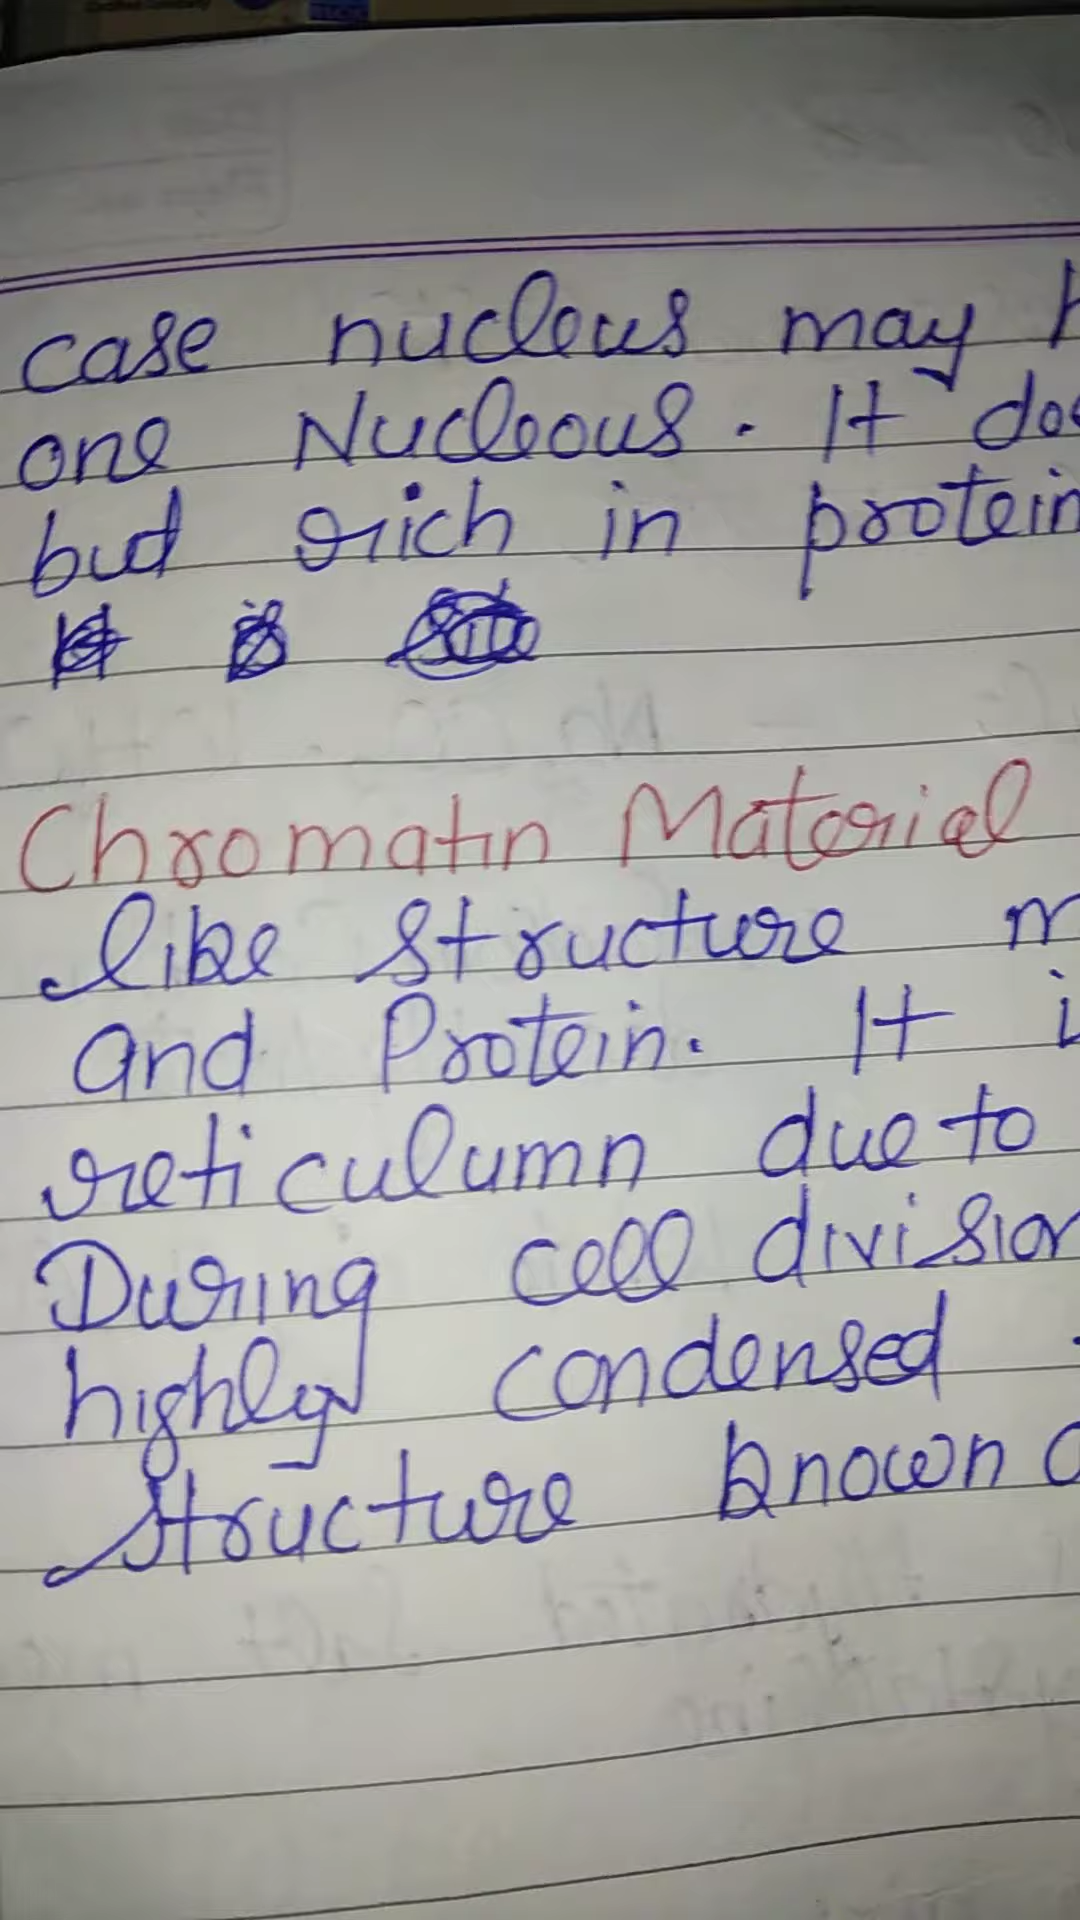 case nucleus may
one Nucleous. It
but rich in protein
Chromatin Material
like structure
and Protein. It
reticulumn due to
During cell division
highly condensed
structure known